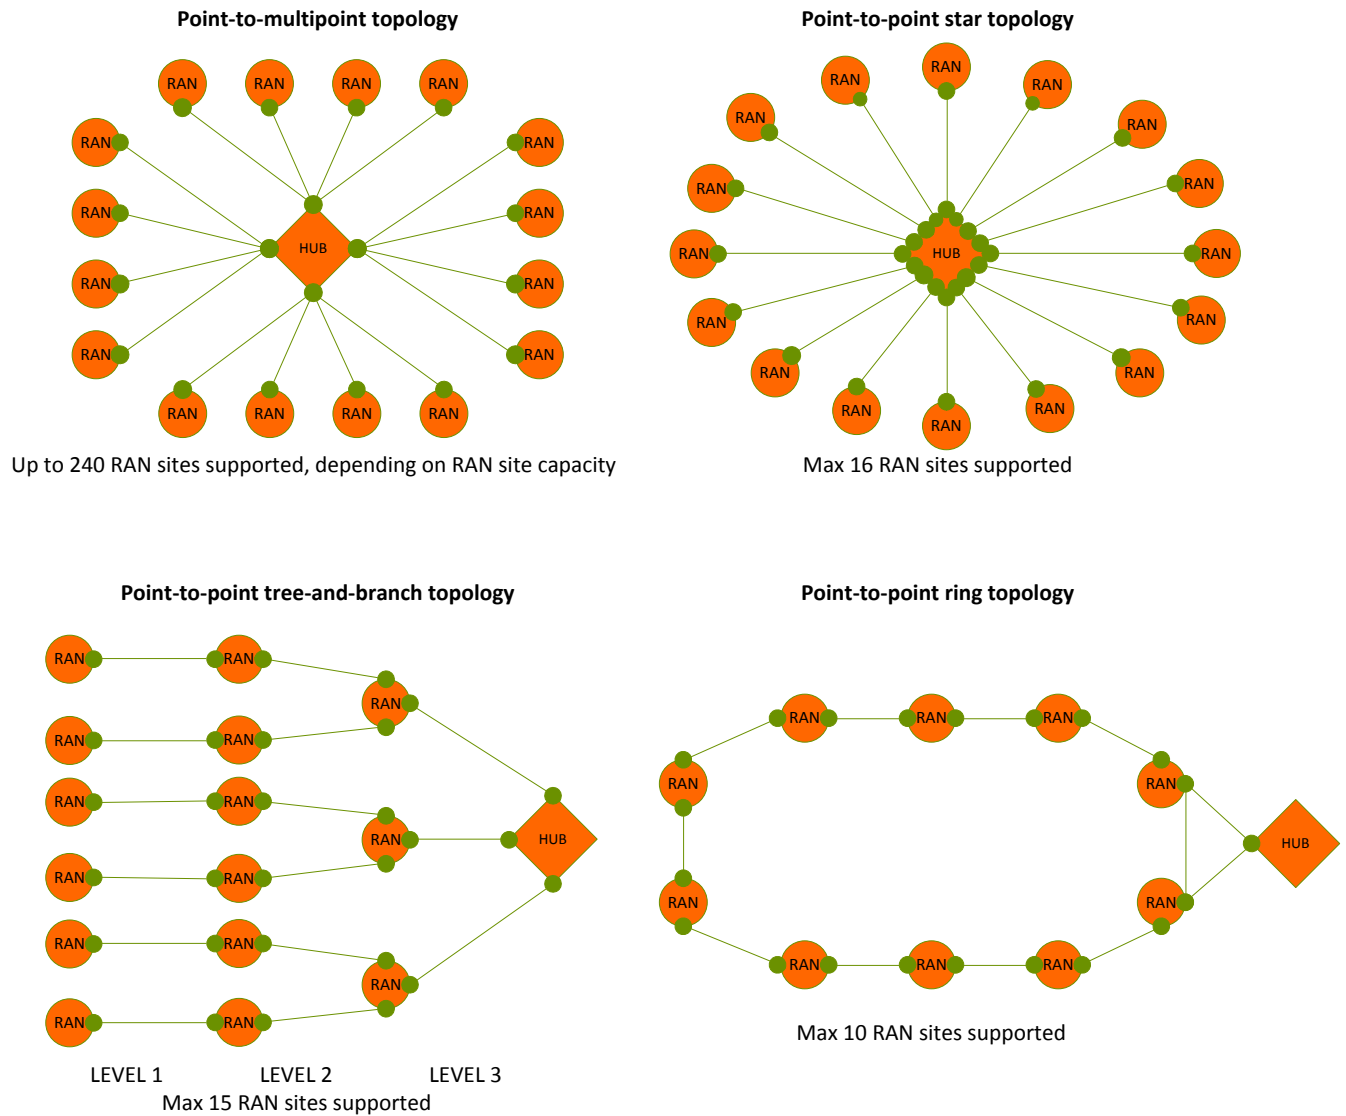 Point-to-multipoint topology
RAN
RAN
RAN
RAN
RAN
RAN
RAN
RAN
HUB
RAN
RAN
RAN
RAN
RAN
RAN
RAN
RAN
Up to 240 RAN sites supported, depending on RAN site capacity
Point-to-point star topology
RAN
RAN
RAN
RAN
RAN
RAN
RAN
RAN
HUB
RAN
RAN
RAN
RAN
RAN
RAN
RAN
RAN
Max 16 RAN sites supported
Point-to-point tree-and-branch topology
RAN
RAN
RAN
RAN
RAN
RAN
RAN
RAN
RAN
HUB
RAN
RAN
RAN
RAN
RAN
RAN
LEVEL 1 LEVEL 2 LEVEL 3
Max 15 RAN sites supported
Point-to-point ring topology
RAN
RAN
RAN
RAN
RAN
HUB
RAN
RAN
RAN
RAN
RAN
Max 10 RAN sites supported